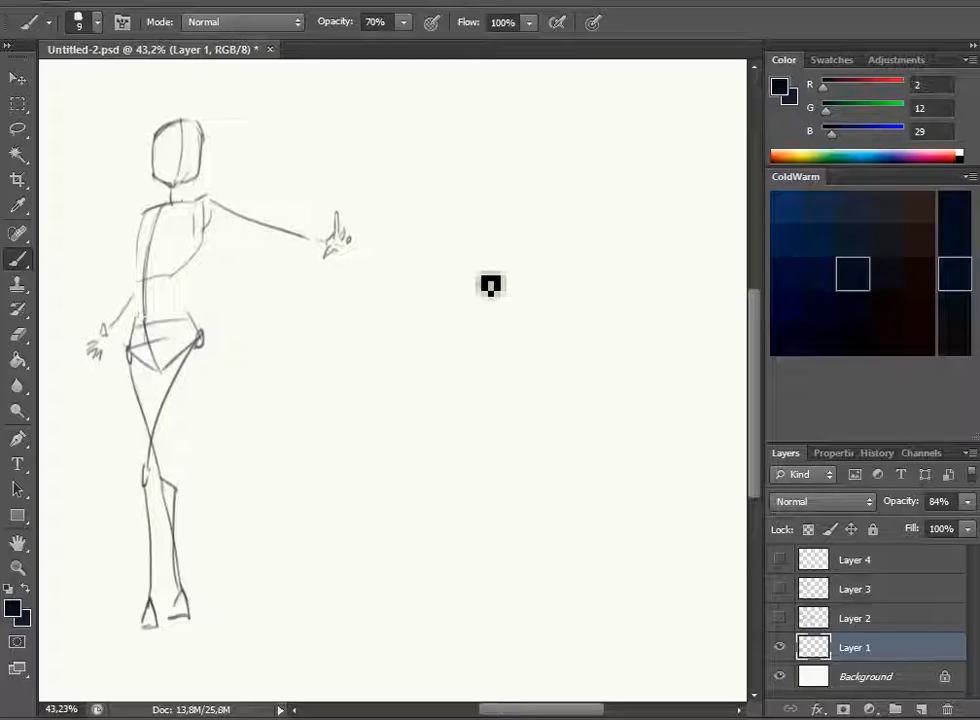 9 Mode: Normal Opacity: 70% Flow: 100%
Untitled-2.psd @ 43,2% (Layer 1, RGB/8) *
Color Swatches Adjustments
R 2
G 12
B 29
ColdWarm
Layers Properti History Channels
Kind
Normal Opacity: 84%
Lock: Fill: 100%
Layer 4
Layer 3
Layer 2
Layer 1
Background
fx
43,23% Doc: 13,8M/25,8M